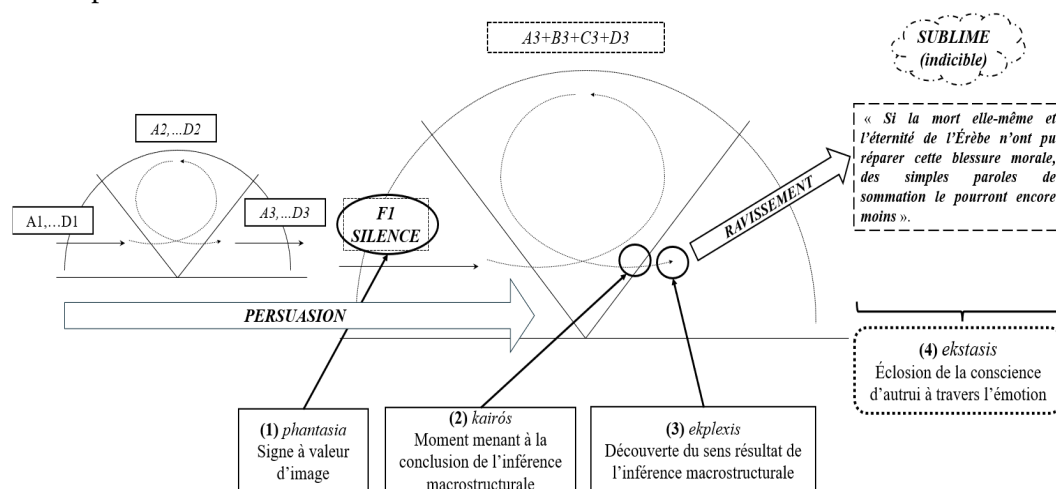 A3+B3+C3+D3
SUBLIME
(indicible)
A2,...D2
« Si la mort elle-même et
l'éternité de l'Érèbe n'ont pu
réparer cette blessure morale,
des simples paroles de
sommation le pourront encore
moins ».
A1,...D1
A3,...D3
F1
SILENCE
RAVISSEMENT
PERSUASION
(4) ekstasis
Éclosion de la conscience
d'autrui à travers l'émotion
(1) phantasia
Signe à valeur
d'image
(2) kairós
Moment menant à la
conclusion de l'inférence
macrostructurale
(3) ekplexis
Découverte du sens résultat de
l'inférence macrostructurale